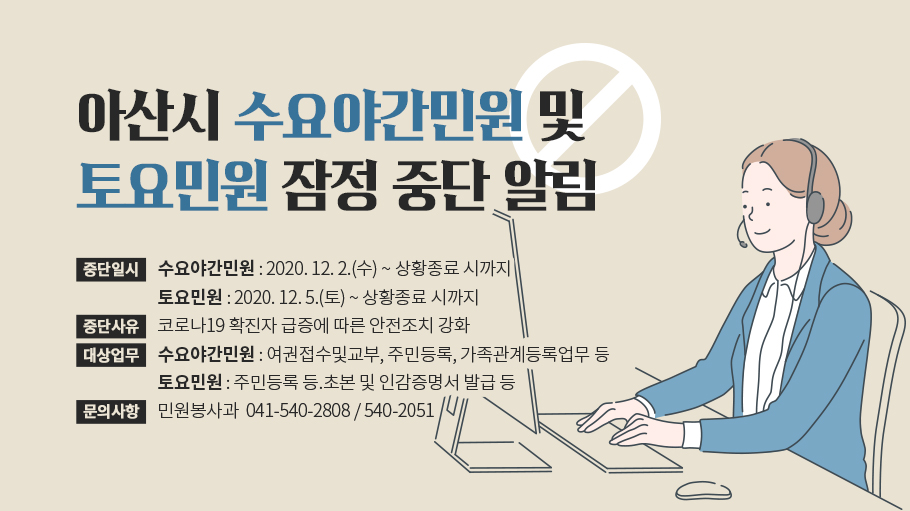 아산시 수요야간민원 및
토요민원 잠정 중단 알림
중단일시 수요야간민원 : 2020. 12. 2.(수) ~ 상황종료 시까지
토요민원 : 2020. 12. 5.(토) ~ 상황종료 시까지
중단사유 코로나19 확진자 급증에 따른 안전조치 강화
대상업무 수요야간민원 : 여권접수및교부, 주민등록, 가족관계등록업무 등
토요민원 : 주민등록 등.초본 및 인감증명서 발급 등
문의사항 민원봉사과 041-540-2808 / 540-2051